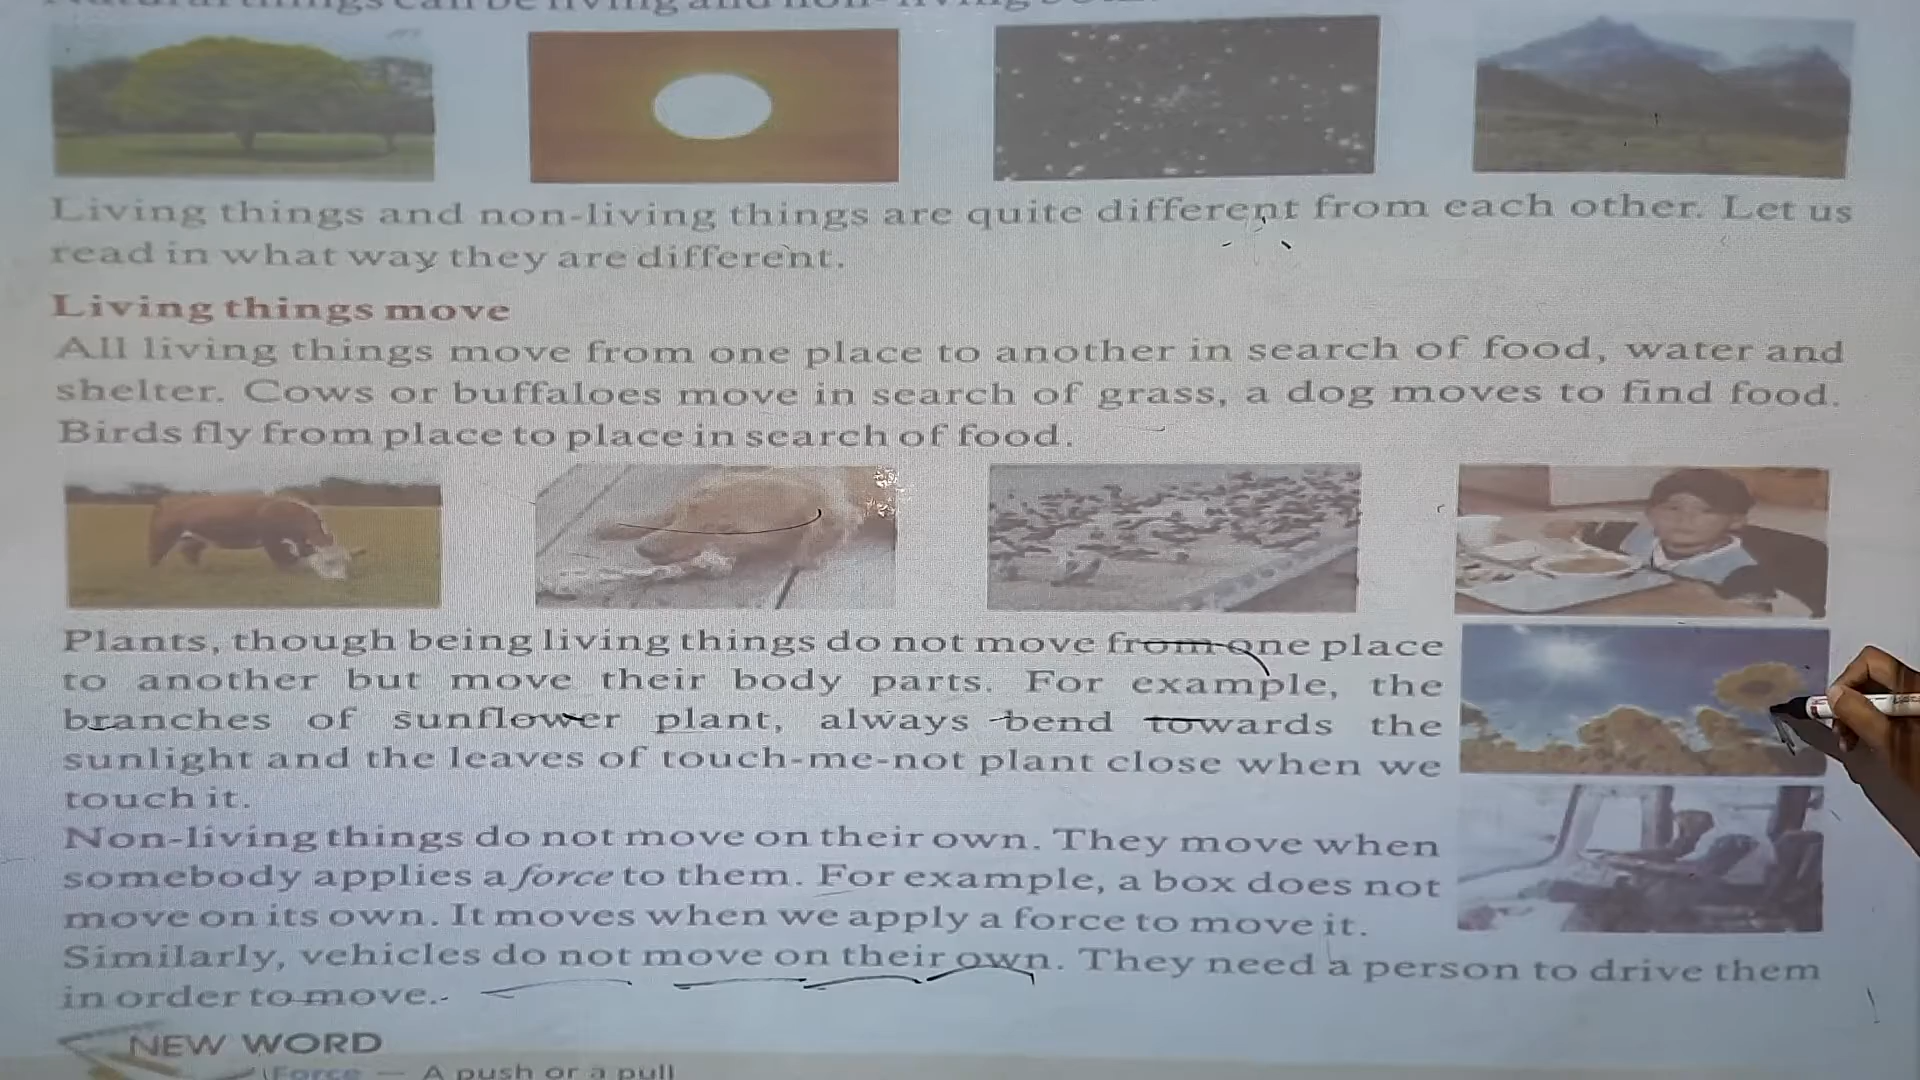 Natural things can be living and non-living
Living things and non-living things are quite different from each other. Let us
read in what way they are different.
Living things move
All living things move from one place to another in search of food, water and
shelter. Cows or buffaloes move in search of grass, a dog moves to find food.
Birds fly from place to place in search of food.
Plants, though being living things do not move from one place
to another but move their body parts. For example, the
branches of sunflower plant, always bend towards the
sunlight and the leaves of touch-me-not plant close when we
touch it.
Non-living things do not move on their own. They move when
somebody applies a force to them. For example, a box does not
move on its own. It moves when we apply a force to move it.
Similarly, vehicles do not move on their own. They need a person to drive them
in order to move.
NEW WORD
Force — A push or a pull